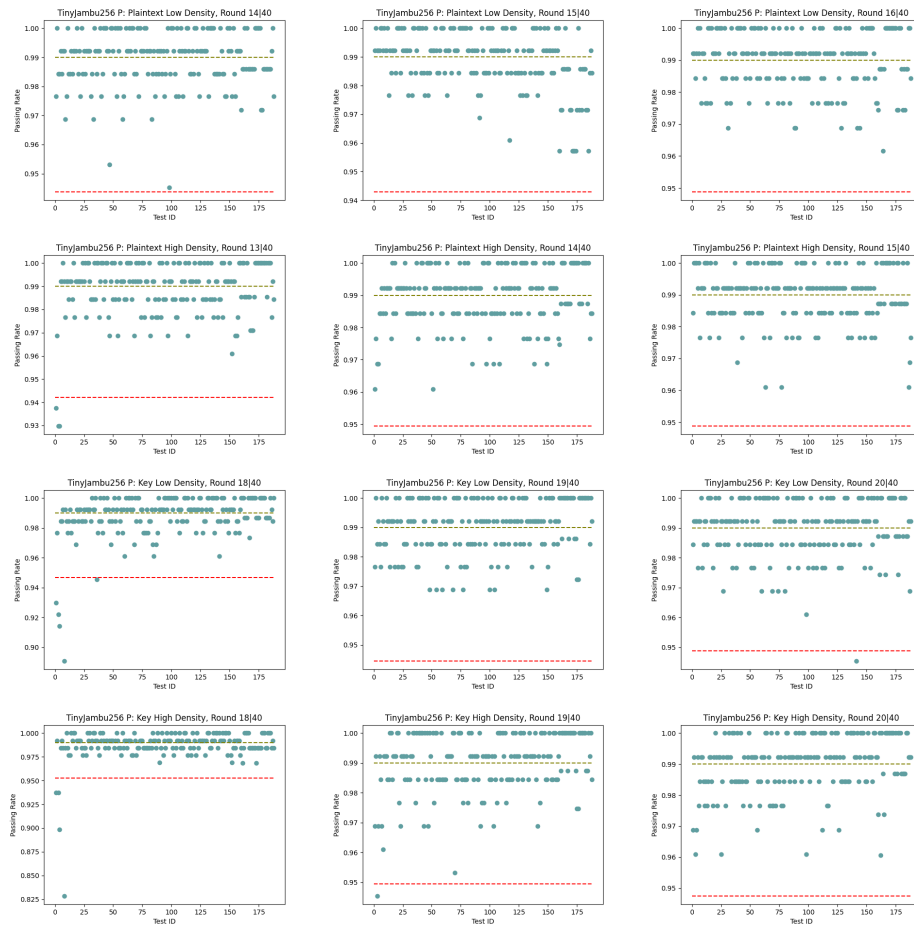 TinyJambu256 P: Plaintext Low Density, Round 14|40
1.00
0.99
0.98
0.97
0.96
0.95
Passing Rate
0 25 50 75 100 125 150 175
Test ID
TinyJambu256 P: Plaintext Low Density, Round 15|40
1.00
0.99
0.98
0.97
0.96
0.95
0.94
Passing Rate
0 25 50 75 100 125 150 175
Test ID
TinyJambu256 P: Plaintext Low Density, Round 16|40
1.00
0.99
0.98
0.97
0.96
0.95
Passing Rate
0 25 50 75 100 125 150 175
Test ID
TinyJambu256 P: Plaintext High Density, Round 13|40
1.00
0.99
0.98
0.97
0.96
0.95
0.94
0.93
Passing Rate
0 25 50 75 100 125 150 175
Test ID
TinyJambu256 P: Plaintext High Density, Round 14|40
1.00
0.99
0.98
0.97
0.96
0.95
Passing Rate
0 25 50 75 100 125 150 175
Test ID
TinyJambu256 P: Plaintext High Density, Round 15|40
1.00
0.99
0.98
0.97
0.96
0.95
Passing Rate
0 25 50 75 100 125 150 175
Test ID
TinyJambu256 P: Key Low Density, Round 18|40
1.00
0.98
0.96
0.94
0.92
0.90
Passing Rate
0 25 50 75 100 125 150 175
Test ID
TinyJambu256 P: Key Low Density, Round 19|40
1.00
0.99
0.98
0.97
0.96
0.95
Passing Rate
0 25 50 75 100 125 150 175
Test ID
TinyJambu256 P: Key Low Density, Round 20|40
1.00
0.99
0.98
0.97
0.96
0.95
Passing Rate
0 25 50 75 100 125 150 175
Test ID
TinyJambu256 P: Key High Density, Round 18|40
1.000
0.975
0.950
0.925
0.900
0.875
0.850
0.825
Passing Rate
0 25 50 75 100 125 150 175
Test ID
TinyJambu256 P: Key High Density, Round 19|40
1.00
0.99
0.98
0.97
0.96
0.95
Passing Rate
0 25 50 75 100 125 150 175
Test ID
TinyJambu256 P: Key High Density, Round 20|40
1.00
0.99
0.98
0.97
0.96
0.95
Passing Rate
0 25 50 75 100 125 150 175
Test ID